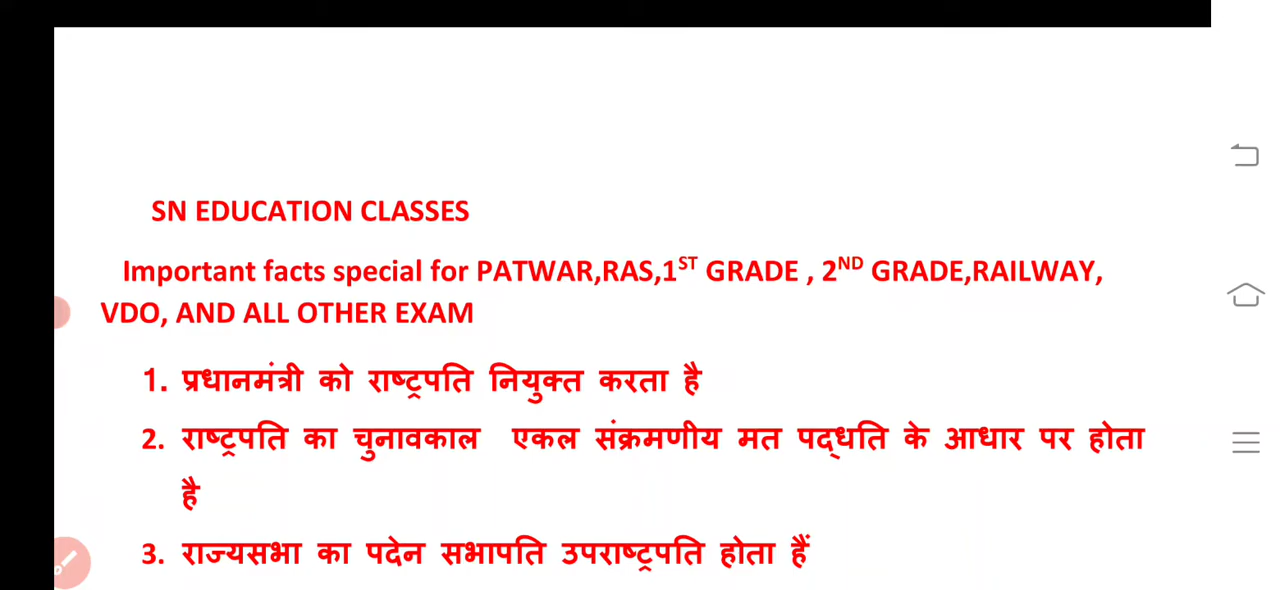 SN EDUCATION CLASSES
Important facts special for PATWAR,RAS,1ST GRADE , 2ND GRADE,RAILWAY,
VDO, AND ALL OTHER EXAM
1. प्रधानमंत्री को राष्ट्रपति नियुक्त करता है
2. राष्ट्रपति का चुनावकाल एकल संक्रमणीय मत पद्धति के आधार पर होता
है
3. राज्यसभा का पदेन सभापति उपराष्ट्रपति होता हैं